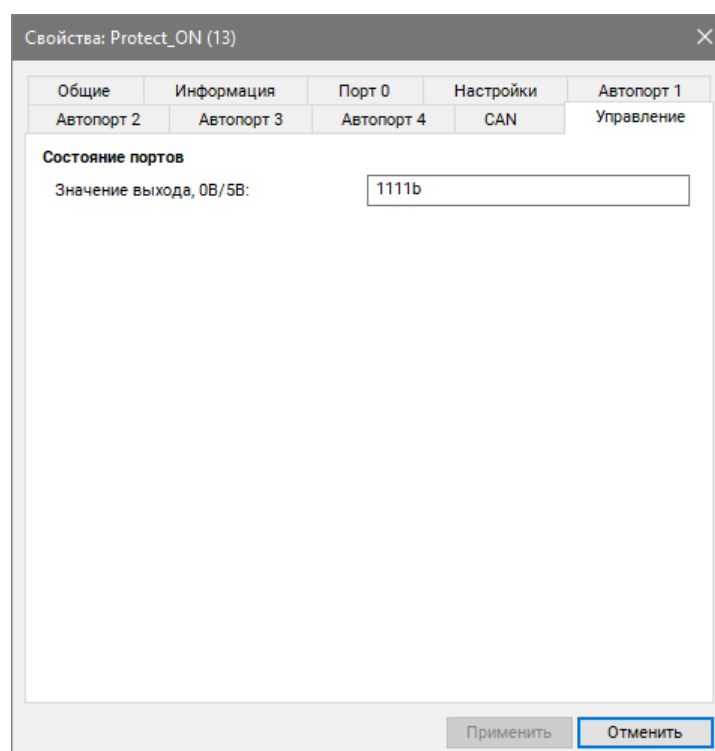 Свойства: Protect_ON (13)
Общие Информация Порт 0 Настройки Автопорт 1
Автопорт 2 Автопорт 3 Автопорт 4 CAN Управление
Состояние портов
Значение выхода, 0В/5В: 1111b
Применить Отменить